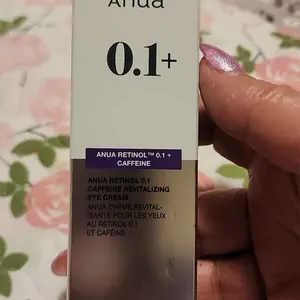 Anua
0.1+
ANUA RETINOL™ 0.1 +
CAFFEINE
ANUA RETINOL 0.1
CAFFEINE REVITALIZING
EYE CREAM
ANUA CRÈME REVITAL-
ISANTE POUR LES YEUX
AU RETINOL 0.1
ET CAFÉINE